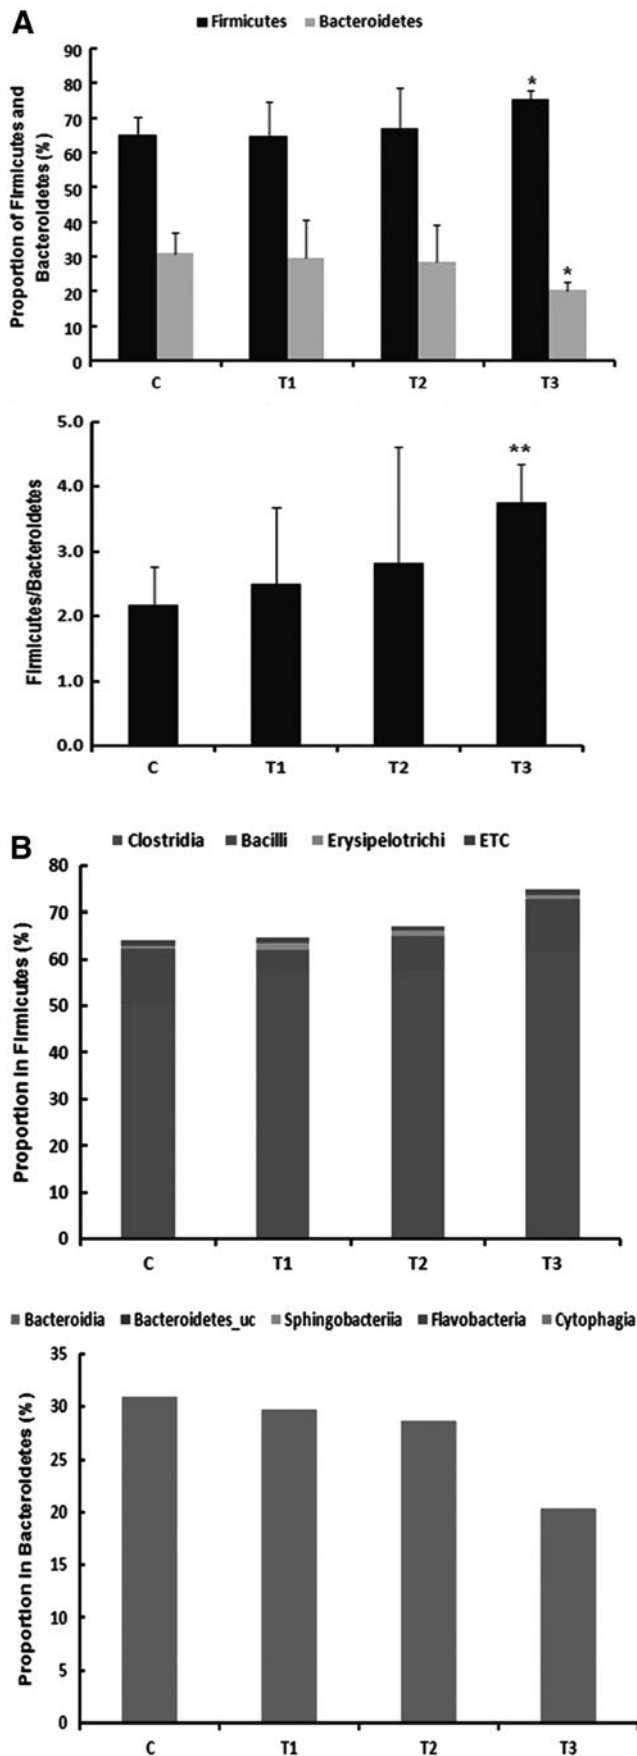 A
Firmicutes Bacteroidetes
Proportion of Firmicutes and
Bacteroidetes (%)
90
80
70
60
50
40
30
20
10
0
*
*
C T1 T2 T3
Firmicutes/Bacteroidetes
5.0
4.0
3.0
2.0
1.0
0.0
**
C T1 T2 T3
B
Clostridia Bacilli Erysipelotrichi ETC
Proportion in Firmicutes (%)
80
70
60
50
40
30
20
10
0
C T1 T2 T3
Bacteroidia Bacteroidetes_uc Sphingobacteriia Flavobacteria Cytophagia
Proportion in Bacteroidetes (%)
35
30
25
20
15
10
5
0
C T1 T2 T3